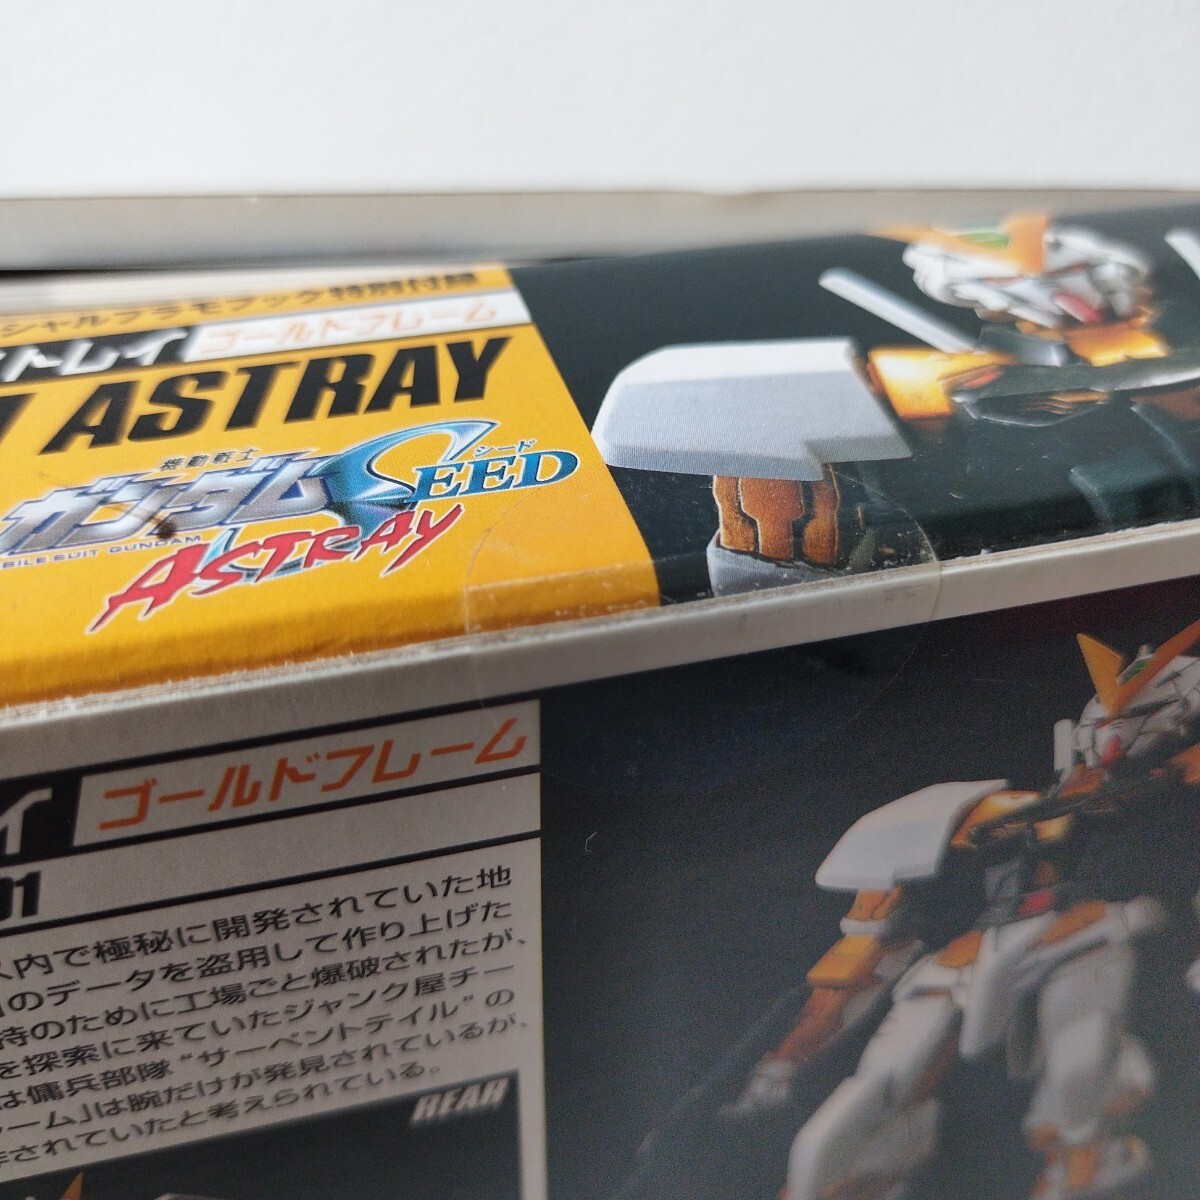 シャルプラモブック特別付録
トレイ ゴールドフレーム
ASTRAY
機動戦士
ガンダムSEED
シード
MOBILE SUIT GUNDAM
ASTRAY
イ ゴールドフレーム
01
内で極秘に開発されていた地
のデータを盗用して作り上げた
待のために工場ごと爆破されたが、
を探索に来ていたジャンク屋チー
は傭兵部隊“サーペントテイル”の
ーム」は腕だけが発見されているが、
されていたと考えられている。
REAR